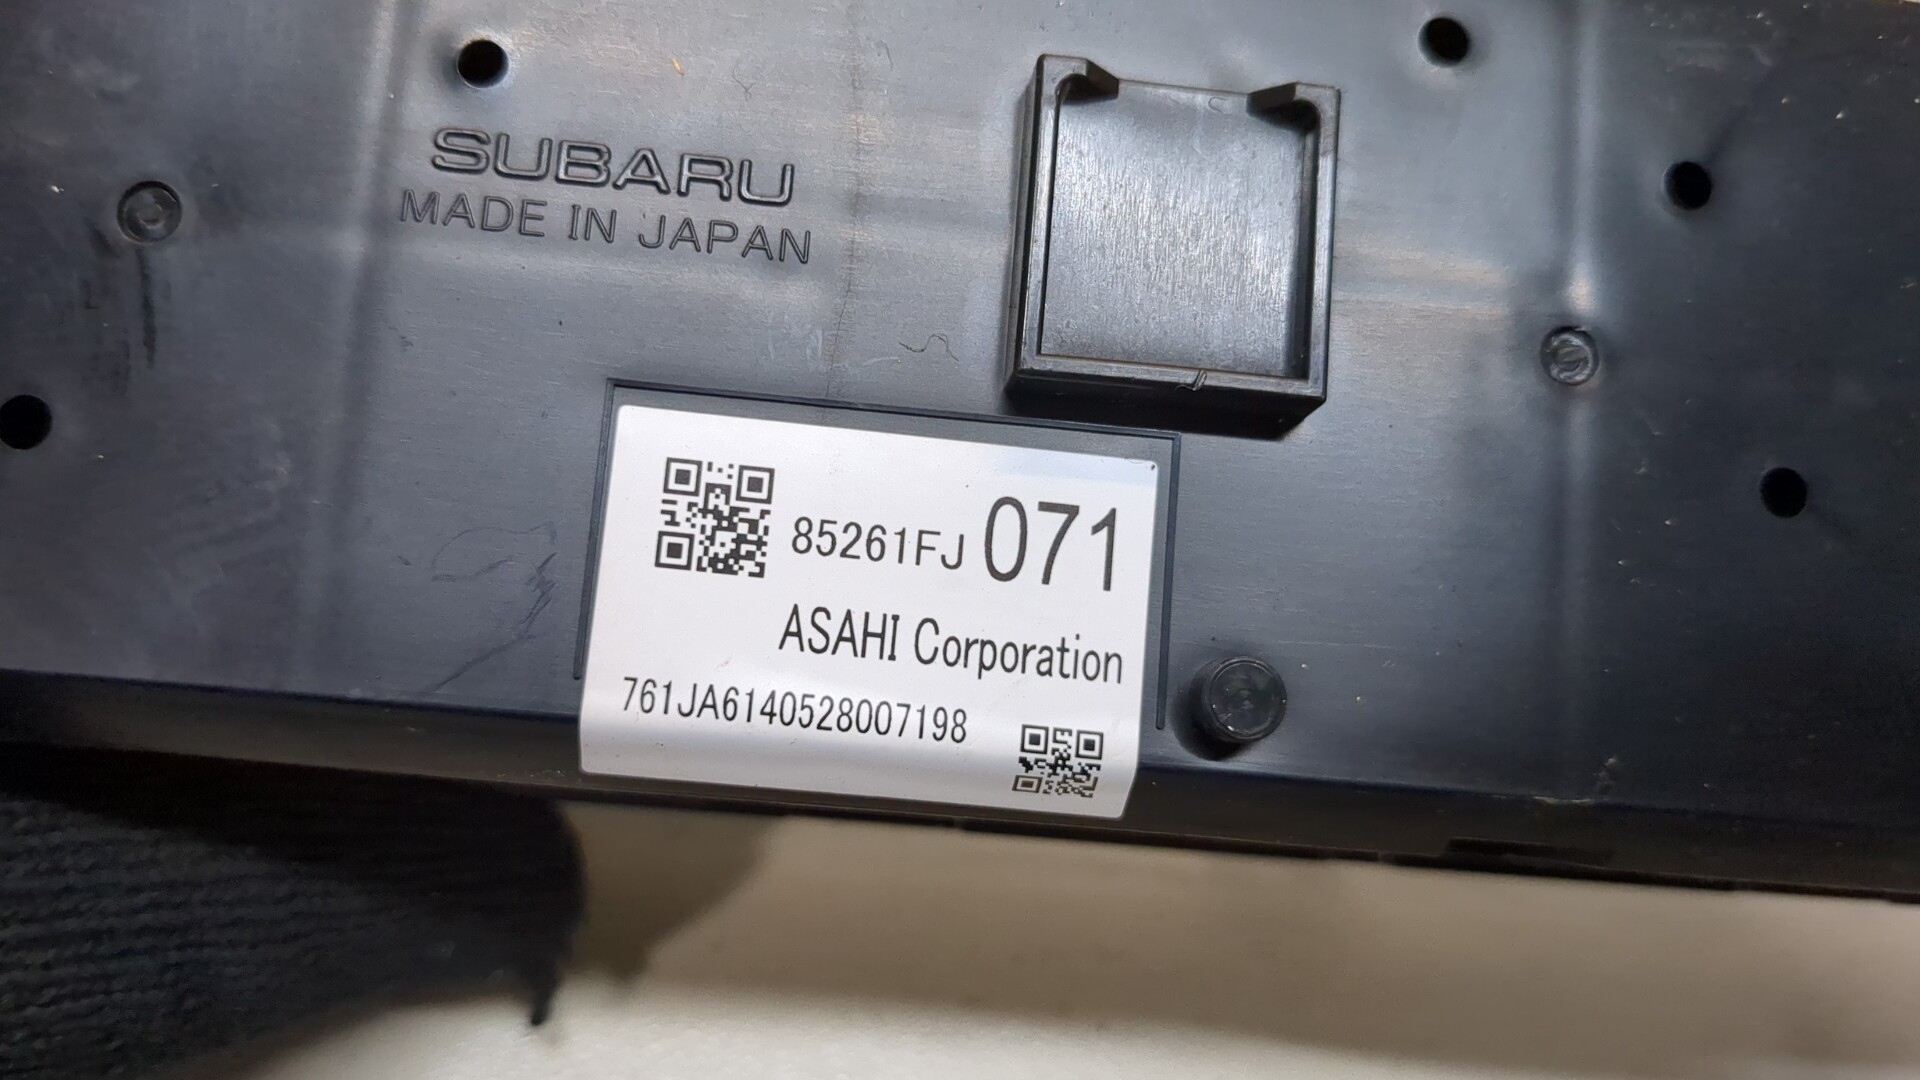 SUBARU
MADE IN JAPAN
85261FJ 071
ASAHI Corporation
761JA6140528007198